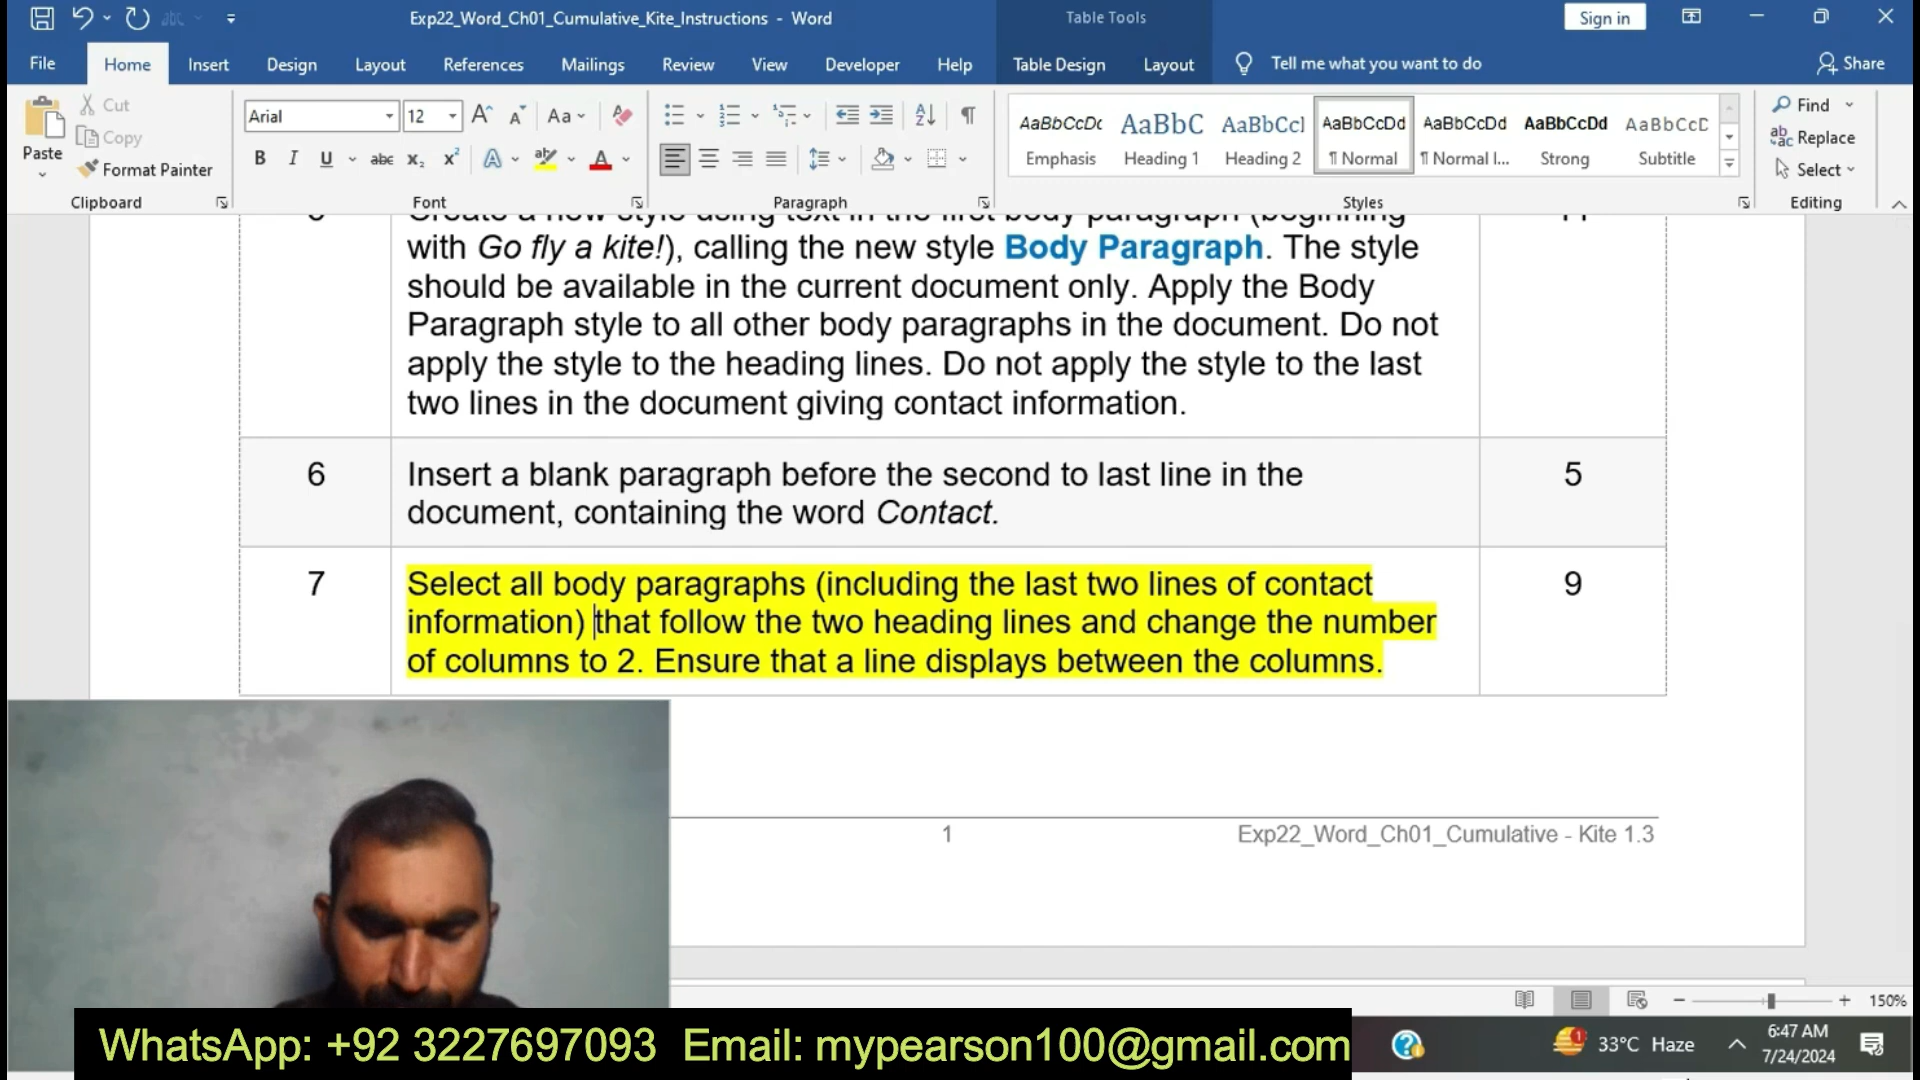 Exp22_Word_Ch01_Cumulative_Kite_Instructions - Word
Table Tools
Sign in
File
Home
Insert
Design
Layout
References
Mailings
Review
View
Developer
Help
Table Design
Layout
Tell me what you want to do
Share
Paste
Cut
Copy
Format Painter
Clipboard
Arial
12
Font
Paragraph
AaBbCcDc
Emphasis
AaBbC
Heading 1
AaBbCcl
Heading 2
AaBbCcDd
¶ Normal
AaBbCcDd
¶ Normal I...
AaBbCcDd
Strong
AaBbCcC
Subtitle
Styles
Find
Replace
Select
Editing
Create a new style using text in the first body paragraph (beginning
with Go fly a kite!), calling the new style Body Paragraph. The style
should be available in the current document only. Apply the Body
Paragraph style to all other body paragraphs in the document. Do not
apply the style to the heading lines. Do not apply the style to the last
two lines in the document giving contact information.
6
Insert a blank paragraph before the second to last line in the
document, containing the word Contact.
5
7
Select all body paragraphs (including the last two lines of contact
information) that follow the two heading lines and change the number
of columns to 2. Ensure that a line displays between the columns.
9
1
Exp22_Word_Ch01_Cumulative - Kite 1.3
150%
WhatsApp: +92 3227697093 Email: mypearson100@gmail.com
33°C Haze
6:47 AM
7/24/2024